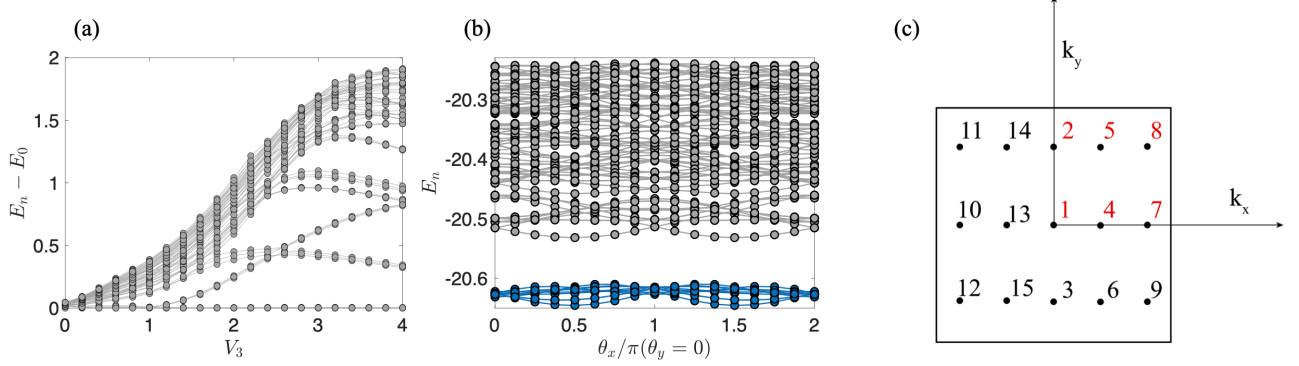 (a)
2
1.5
1
0.5
0
E_n − E_0
0 1 2 3 4
V_3
(b)
-20.3
-20.4
-20.5
-20.6
E_n
0 0.5 1 1.5 2
θ_x/π(θ_y = 0)
(c)
k_y
k_x
11 14 2 5 8
10 13 1 4 7
12 15 3 6 9